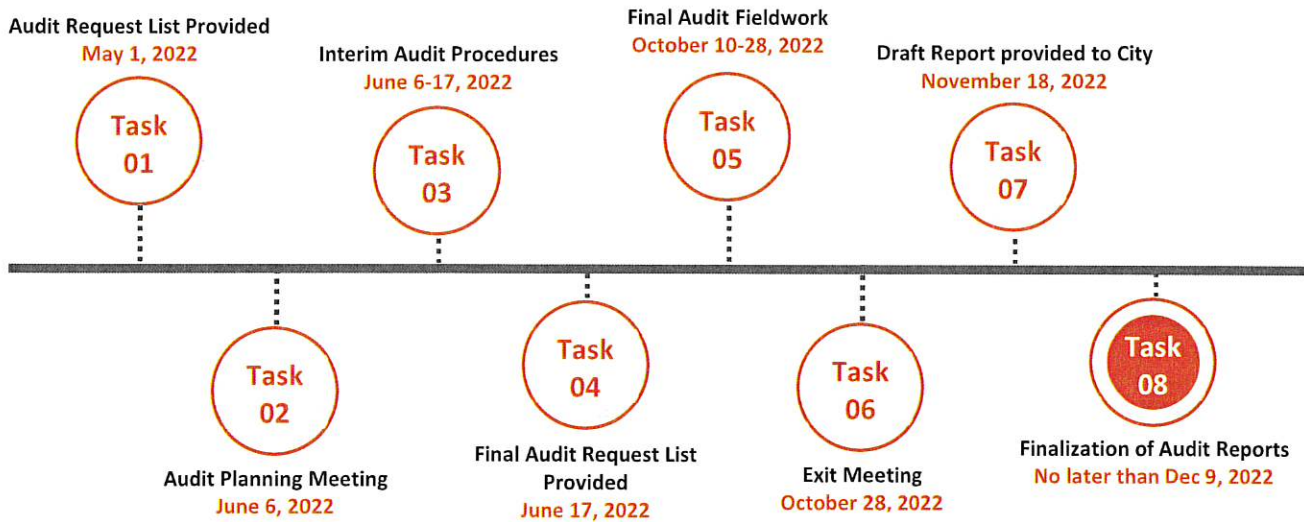 Audit Request List Provided
May 1, 2022
Task
01
Audit Planning Meeting
June 6, 2022
Task
02
Interim Audit Procedures
June 6-17, 2022
Task
03
Task
04
Final Audit Request List
Provided
June 17, 2022
Final Audit Fieldwork
October 10-28, 2022
Task
05
Task
06
Exit Meeting
October 28, 2022
Draft Report provided to City
November 18, 2022
Task
07
Task
08
Finalization of Audit Reports
No later than Dec 9, 2022